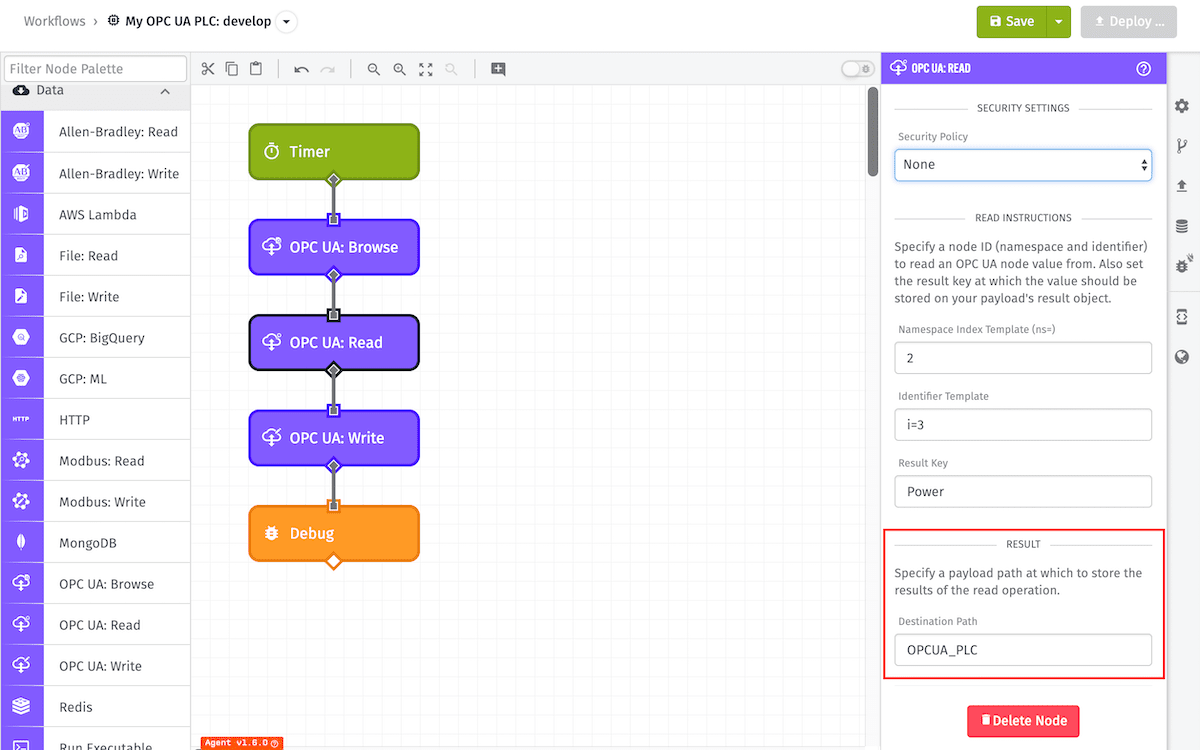 Workflows › My OPC UA PLC: develop
Save
Deploy ...
Filter Node Palette
Data
Allen-Bradley: Read
Allen-Bradley: Write
AWS Lambda
File: Read
File: Write
GCP: BigQuery
GCP: ML
HTTP
HTTP
Modbus: Read
Modbus: Write
MongoDB
OPC UA: Browse
OPC UA: Read
OPC UA: Write
Redis
Run Executable
Timer
OPC UA: Browse
OPC UA: Read
OPC UA: Write
Debug
Agent v1.6.0
OPC UA: READ
SECURITY SETTINGS
Security Policy
None
READ INSTRUCTIONS
Specify a node ID (namespace and identifier)
to read an OPC UA node value from. Also set
the result key at which the value should be
stored on your payload's result object.
Namespace Index Template (ns=)
2
Identifier Template
i=3
Result Key
Power
RESULT
Specify a payload path at which to store the
results of the read operation.
Destination Path
OPCUA_PLC
Delete Node